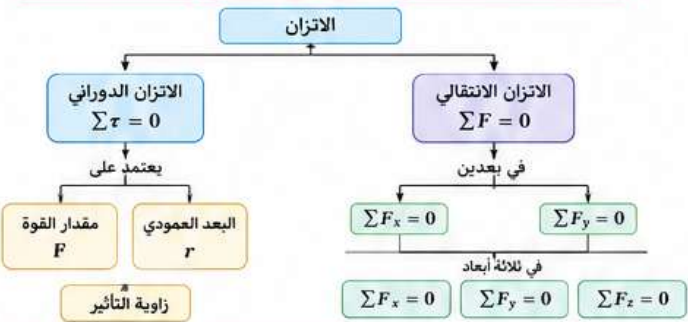 الاتزان
الاتزان الانتقالي
∑F = 0
في بعدين
∑Fx = 0
∑Fy = 0
في ثلاثة أبعاد
∑Fx = 0
∑Fy = 0
∑Fz = 0
الاتزان الدوراني
∑τ = 0
يعتمد على
البعد العمودي
r
مقدار القوة
F
زاوية التأثير